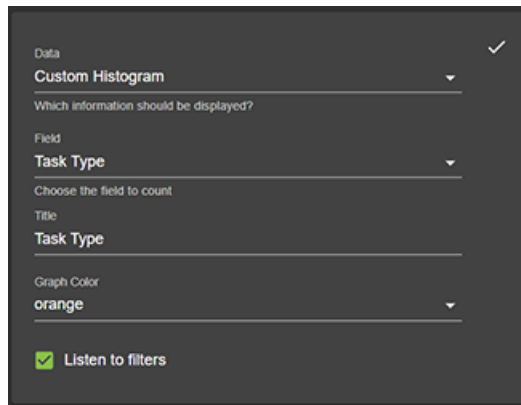 Data
Custom Histogram
Which information should be displayed?
Field
Task Type
Choose the field to count
Title
Task Type
Graph Color
orange
Listen to filters